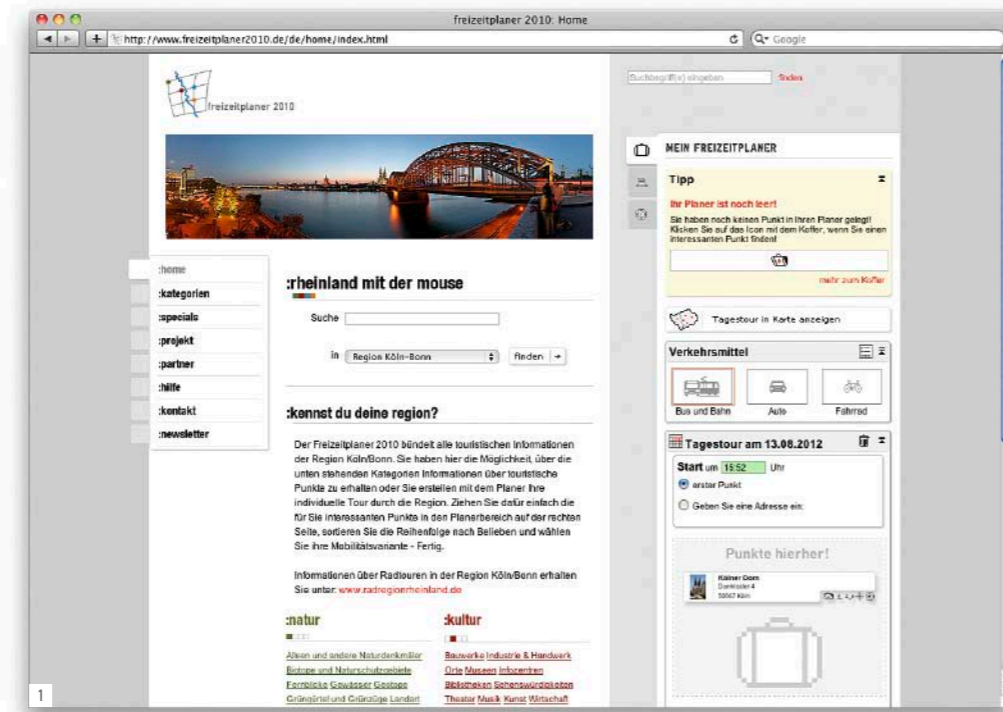 freizeitplaner 2010: Home
http://www.freizeitplaner2010.de/de/home/index.html
Google
freizeitplaner 2010
Suchbegriff(e) eingeben
finden
MEIN FREIZEITPLANER
Tipp
Ihr Planer ist noch leer!
Sie haben noch keinen Punkt in Ihren Planer gelegt!
Klicken Sie auf das Icon mit dem Koffer, wenn Sie einen
interessanten Punkt finden!
mehr zum Koffer
Tagestour in Karte anzeigen
Verkehrsmittel
Bus und Bahn
Auto
Fahrrad
Tagestour am 13.08.2012
Start um 15:52 Uhr
erster Punkt
Geben Sie eine Adresse ein:
Punkte hierher!
Kölner Dom
Domkloster 4
50667 Köln
:home
:kategorien
:specials
:projekt
:partner
:hilfe
:kontakt
:newsletter
:rheinland mit der mouse
Suche
in Region Köln-Bonn
finden
:kennst du deine region?
Der Freizeitplaner 2010 bündelt alle touristischen Informationen
der Region Köln/Bonn. Sie haben hier die Möglichkeit, über die
unten stehenden Kategorien Informationen über touristische
Punkte zu erhalten oder Sie erstellen mit dem Planer Ihre
individuelle Tour durch die Region. Ziehen Sie dafür einfach die
für Sie interessanten Punkte in den Planerbereich auf der rechten
Seite, sortieren Sie die Reihenfolge nach Belieben und wählen
Sie ihre Mobilitätsvariante - Fertig.
Informationen über Radtouren in der Region Köln/Bonn erhalten
Sie unter: www.radregionrheinland.de
:natur
Alleen und andere Naturdenkmäler
Biotope und Naturschutzgebiete
Fernblicke Gewässer Geotope
Grüngürtel und Grünzüge Landart
:kultur
Bauwerke Industrie & Handwerk
Orte Museen Infozentren
Bibliotheken Sehenswürdigkeiten
Theater Musik Kunst Wirtschaft
1